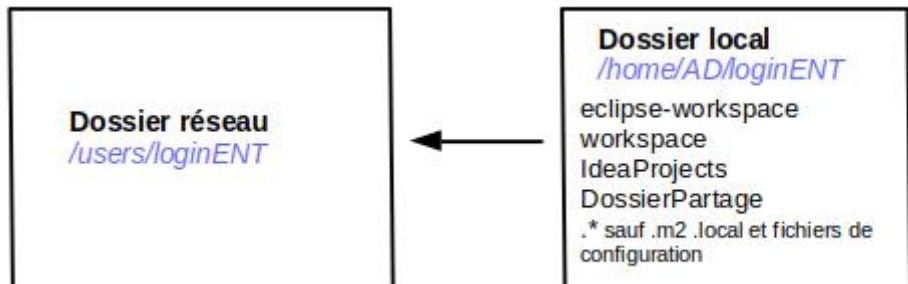 Dossier réseau
/users/loginENT
Dossier local
/home/AD/loginENT
eclipse-workspace
workspace
IdeaProjects
DossierPartage
.* sauf .m2 .local et fichiers de
configuration